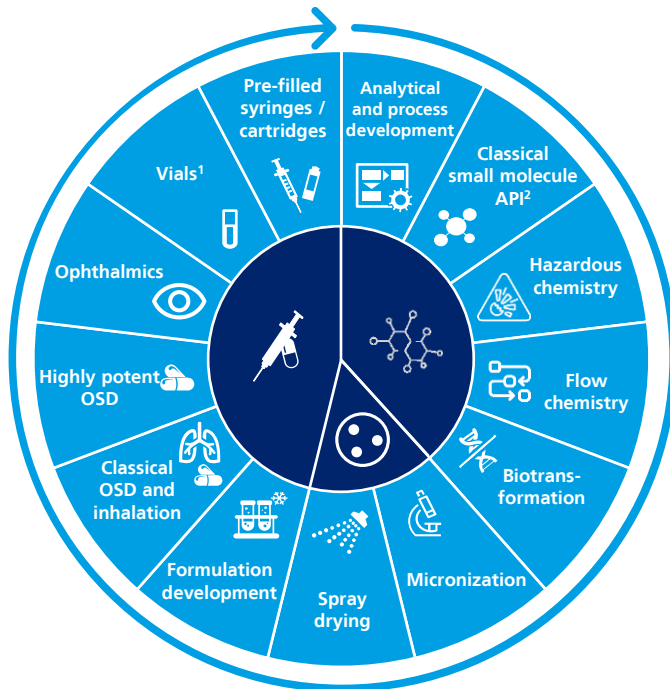 Analytical
and process
development
Classical
small molecule
API²
Hazardous
chemistry
Flow
chemistry
Biotrans-
formation
Micronization
Spray
drying
Formulation
development
Classical
OSD and
inhalation
Highly potent
OSD
Ophthalmics
Vials¹
Pre-filled
syringes /
cartridges